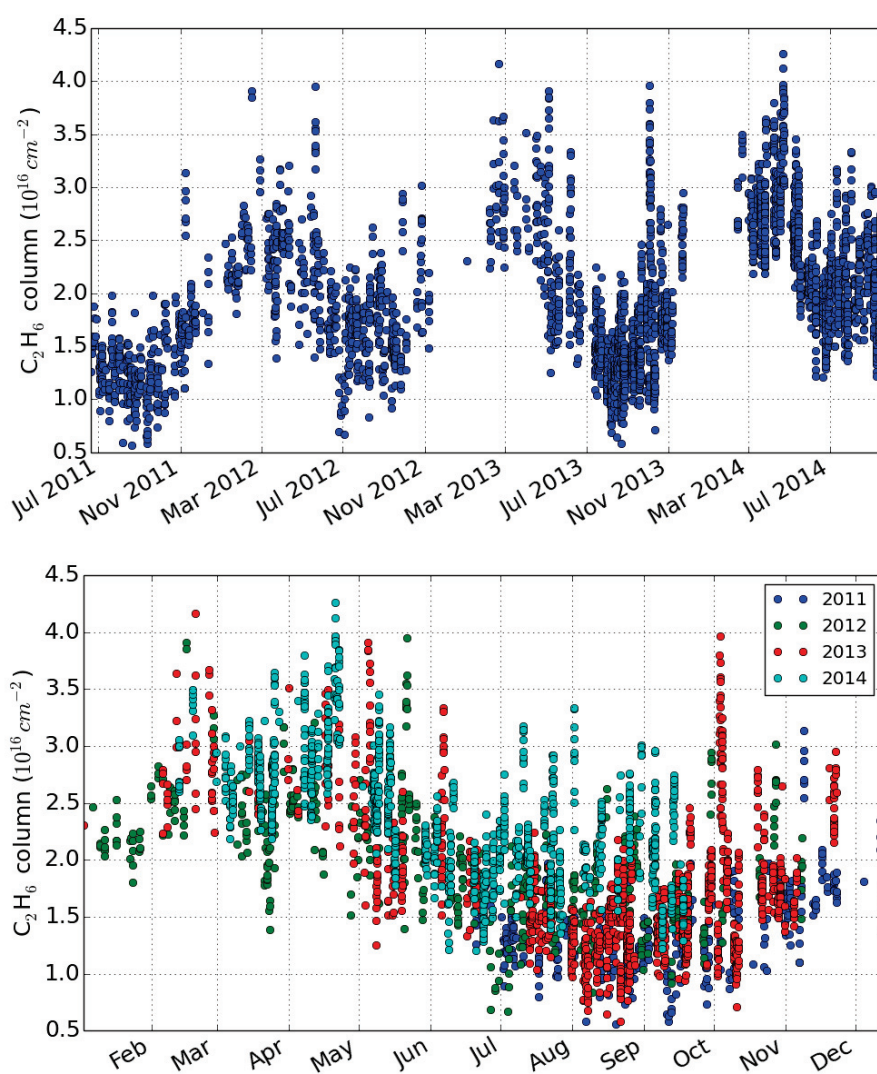 4.5
4.0
3.5
3.0
2.5
2.0
1.5
1.0
0.5
C₂H₆ column (10¹⁶ cm⁻²)
Jul 2011
Nov 2011
Mar 2012
Jul 2012
Nov 2012
Mar 2013
Jul 2013
Nov 2013
Mar 2014
Jul 2014
4.5
4.0
3.5
3.0
2.5
2.0
1.5
1.0
0.5
C₂H₆ column (10¹⁶ cm⁻²)
2011
2012
2013
2014
Feb
Mar
Apr
May
Jun
Jul
Aug
Sep
Oct
Nov
Dec